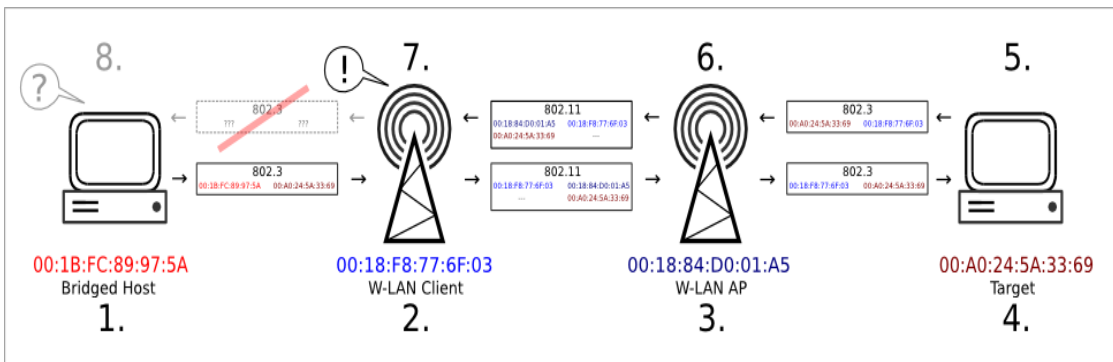 8.
7.
6.
5.
?
!
802.3
??? ???
802.11
00:18:84:D0:01:A5 00:18:F8:77:6F:03
00:A0:24:5A:33:69 ---
802.3
00:A0:24:5A:33:69 00:18:F8:77:6F:03
802.3
00:1B:FC:89:97:5A 00:A0:24:5A:33:69
802.11
00:18:F8:77:6F:03 00:18:84:D0:01:A5
--- 00:A0:24:5A:33:69
802.3
00:18:F8:77:6F:03 00:A0:24:5A:33:69
00:1B:FC:89:97:5A
00:18:F8:77:6F:03
00:18:84:D0:01:A5
00:A0:24:5A:33:69
Bridged Host
W-LAN Client
W-LAN AP
Target
1.
2.
3.
4.